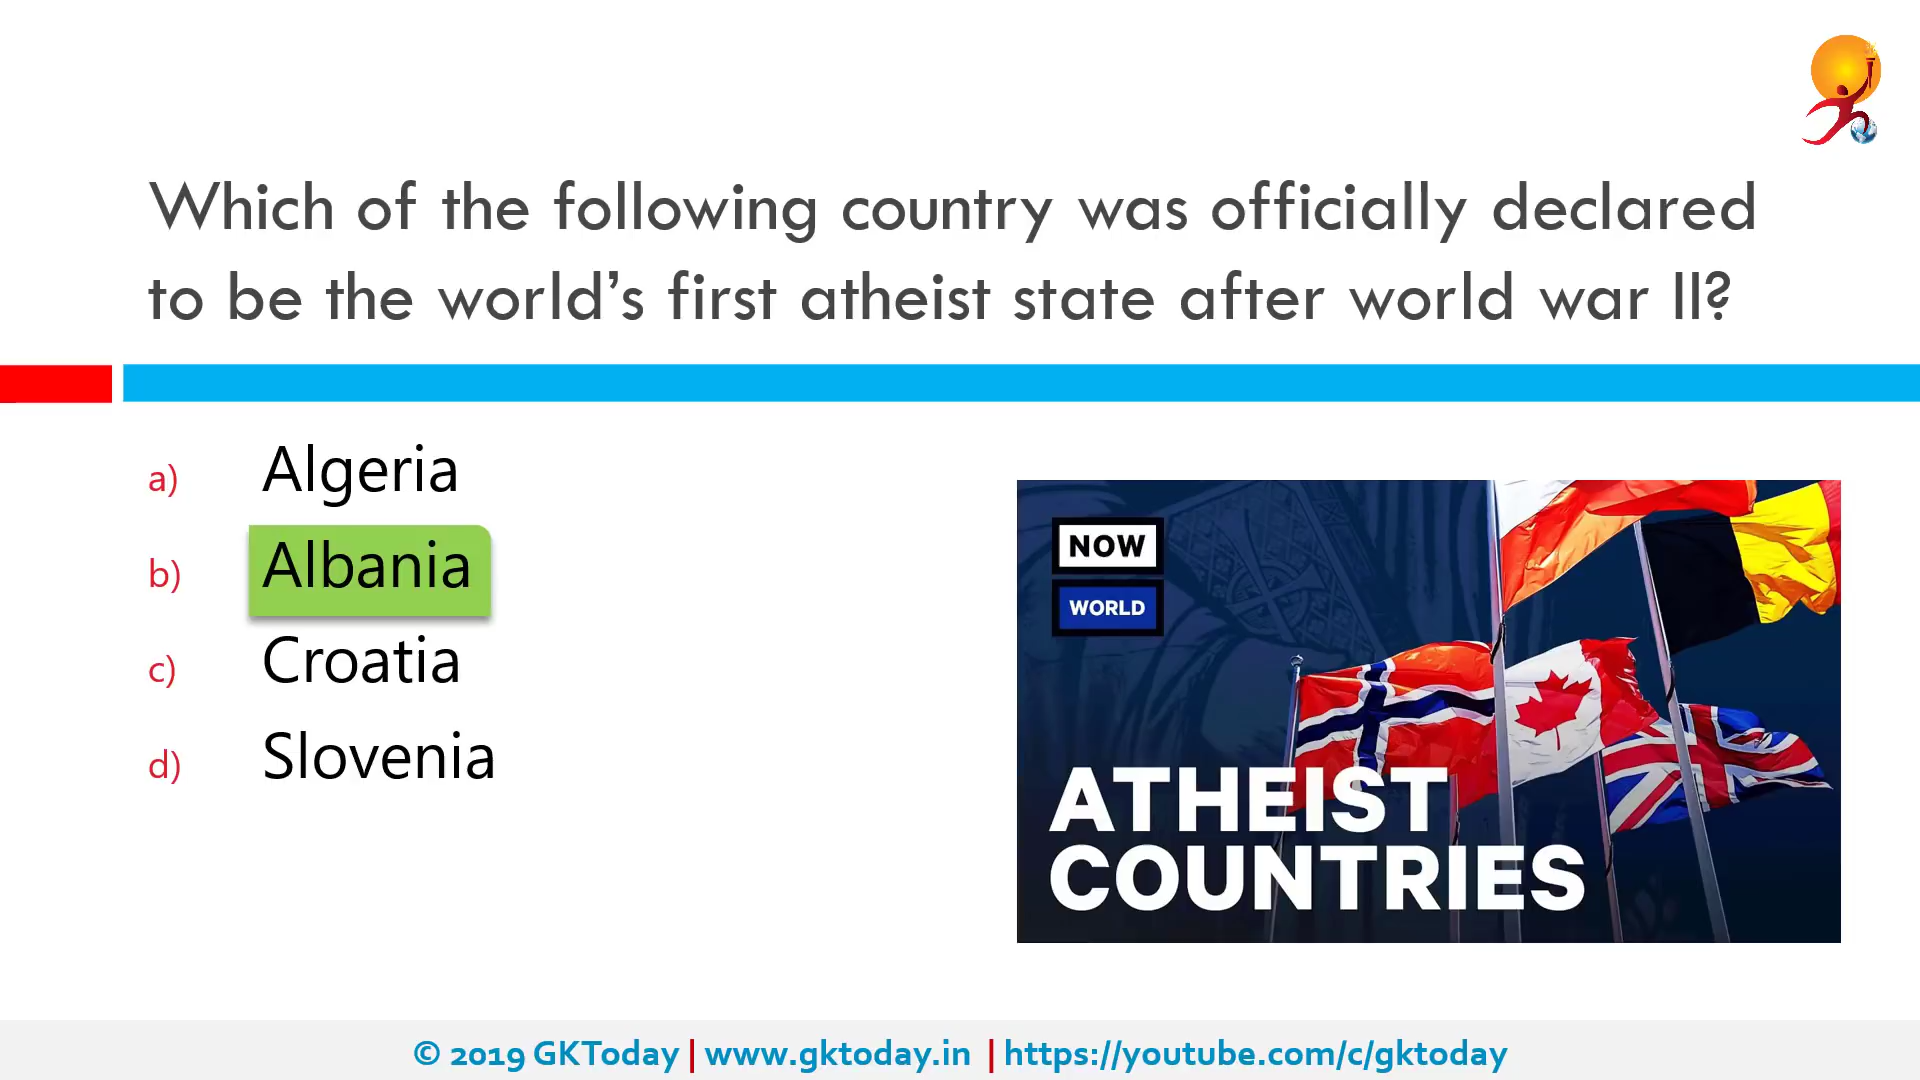 Which of the following country was officially declared
to be the world’s first atheist state after world war II?
a) Algeria
b) Albania
c) Croatia
d) Slovenia
NOW
WORLD
ATHEIST
COUNTRIES
© 2019 GKToday | www.gktoday.in | https://youtube.com/c/gktoday